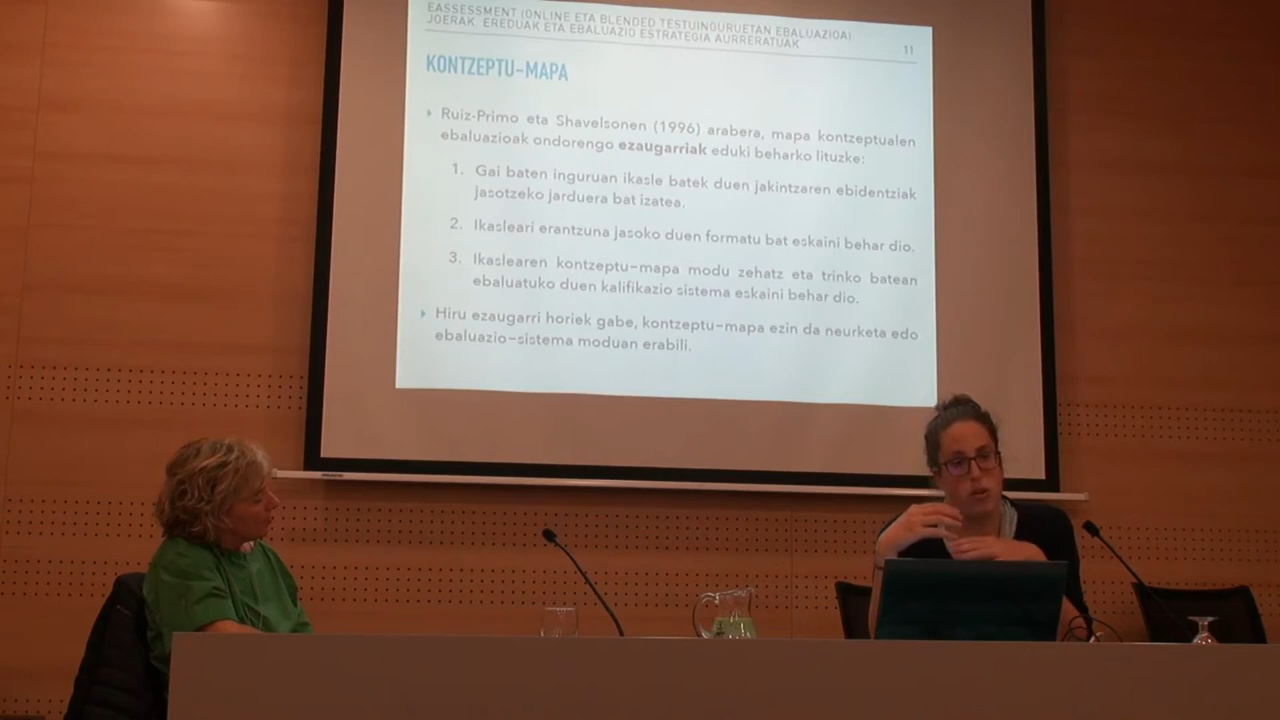 EASSESSMENT (ONLINE ETA BLENDED TESTUINGURUETAN EBALUAZIOA)
JOERAK, EREDUAK ETA EBALUAZIO ESTRATEGIA AURRERATUAK
11
KONTZEPTU-MAPA
Ruiz-Primo eta Shavelsonen (1996) arabera, mapa kontzeptualen
ebaluazioak ondorengo ezaugarriak eduki beharko lituzke:
1. Gai baten inguruan ikasle batek duen jakintzaren ebidentziak
jasotzeko jarduera bat izatea.
2. Ikasleari erantzuna jasoko duen formatu bat eskaini behar dio.
3. Ikaslearen kontzeptu-mapa modu zehatz eta trinko batean
ebaluatuko duen kalifikazio sistema eskaini behar dio.
Hiru ezaugarri horiek gabe, kontzeptu-mapa ezin da neurketa edo
ebaluazio-sistema moduan erabili.